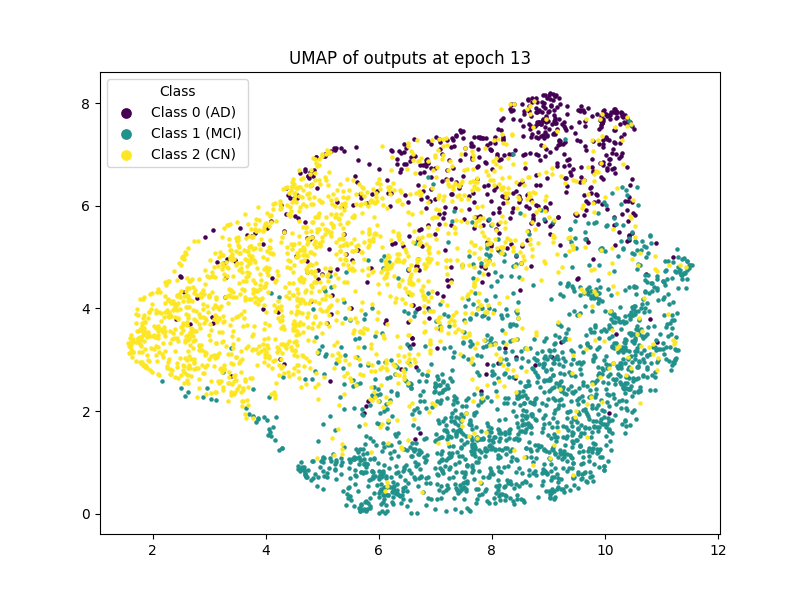 UMAP of outputs at epoch 13
Class
Class 0 (AD)
Class 1 (MCI)
Class 2 (CN)
8
6
4
2
0
2 4 6 8 10 12